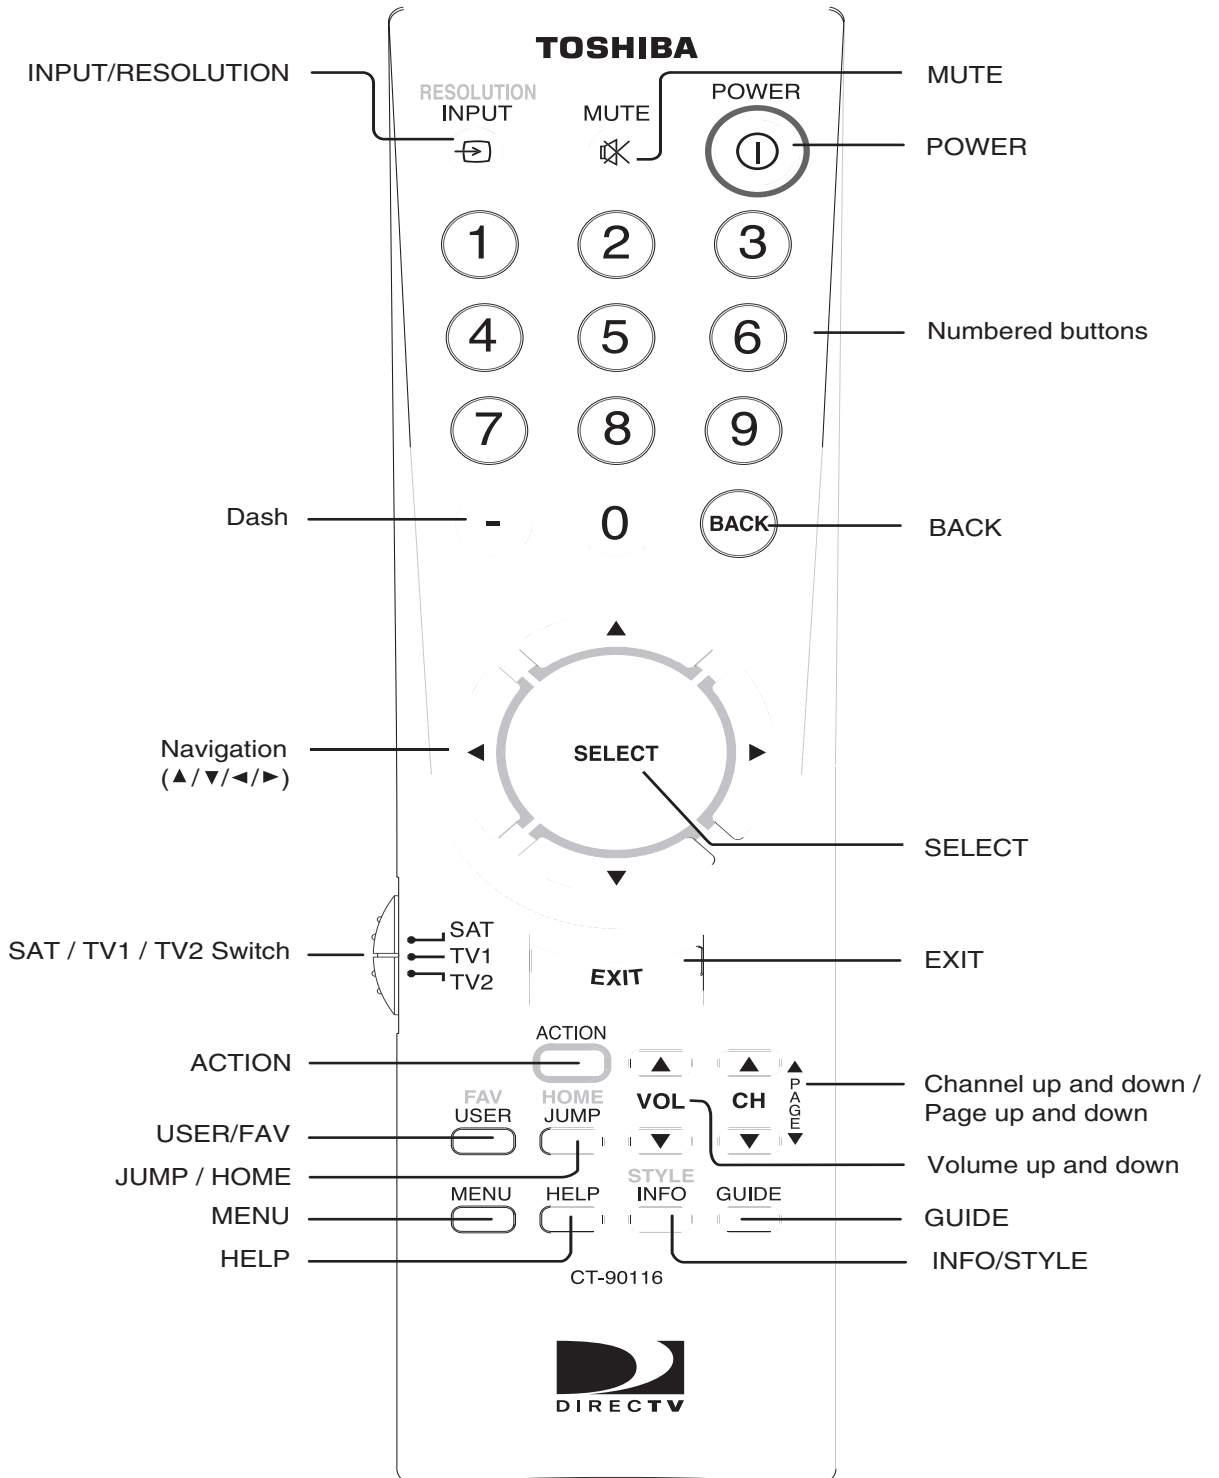 TOSHIBA
INPUT/RESOLUTION
MUTE
RESOLUTION
INPUT
MUTE
POWER
POWER
1 2 3
4 5 6
Numbered buttons
7 8 9
Dash
- 0 BACK
BACK
▲
Navigation
(▲/▼/◄/►)
◄ SELECT ►
SELECT
▼
SAT / TV1 / TV2 Switch
SAT
TV1
TV2
EXIT
EXIT
ACTION
ACTION
▲ ▲ ▲
PAGE
Channel up and down /
Page up and down
FAV HOME
USER JUMP
VOL CH
USER/FAV
▼ ▼ ▼
JUMP / HOME
Volume up and down
STYLE
MENU HELP INFO GUIDE
MENU
GUIDE
HELP
INFO/STYLE
CT-90116
DIRECTV